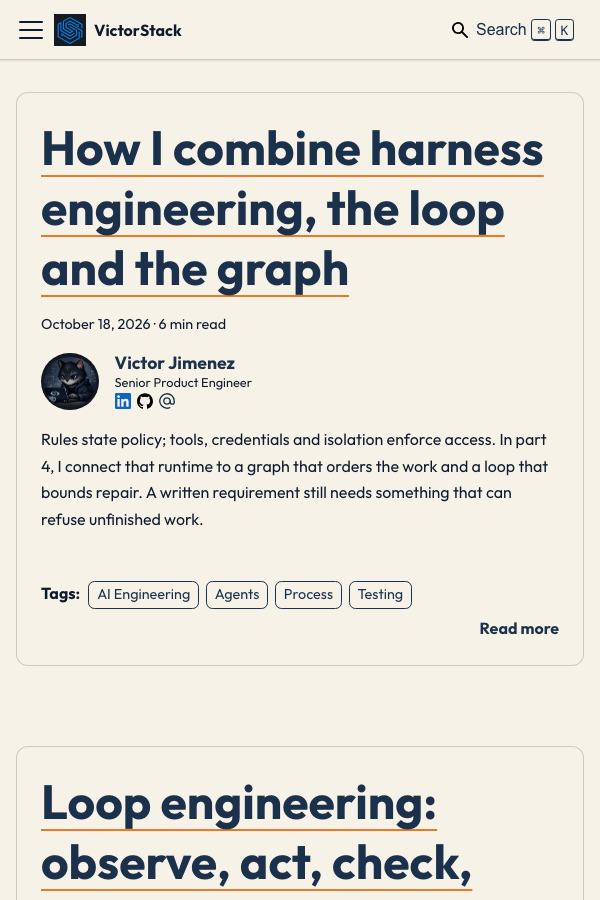 VictorStack
Search ⌘ K
How I combine harness
engineering, the loop
and the graph
October 18, 2026 · 6 min read
Victor Jimenez
Senior Product Engineer
Rules state policy; tools, credentials and isolation enforce access. In part
4, I connect that runtime to a graph that orders the work and a loop that
bounds repair. A written requirement still needs something that can
refuse unfinished work.
Tags: AI Engineering Agents Process Testing
Read more
Loop engineering:
observe, act, check,